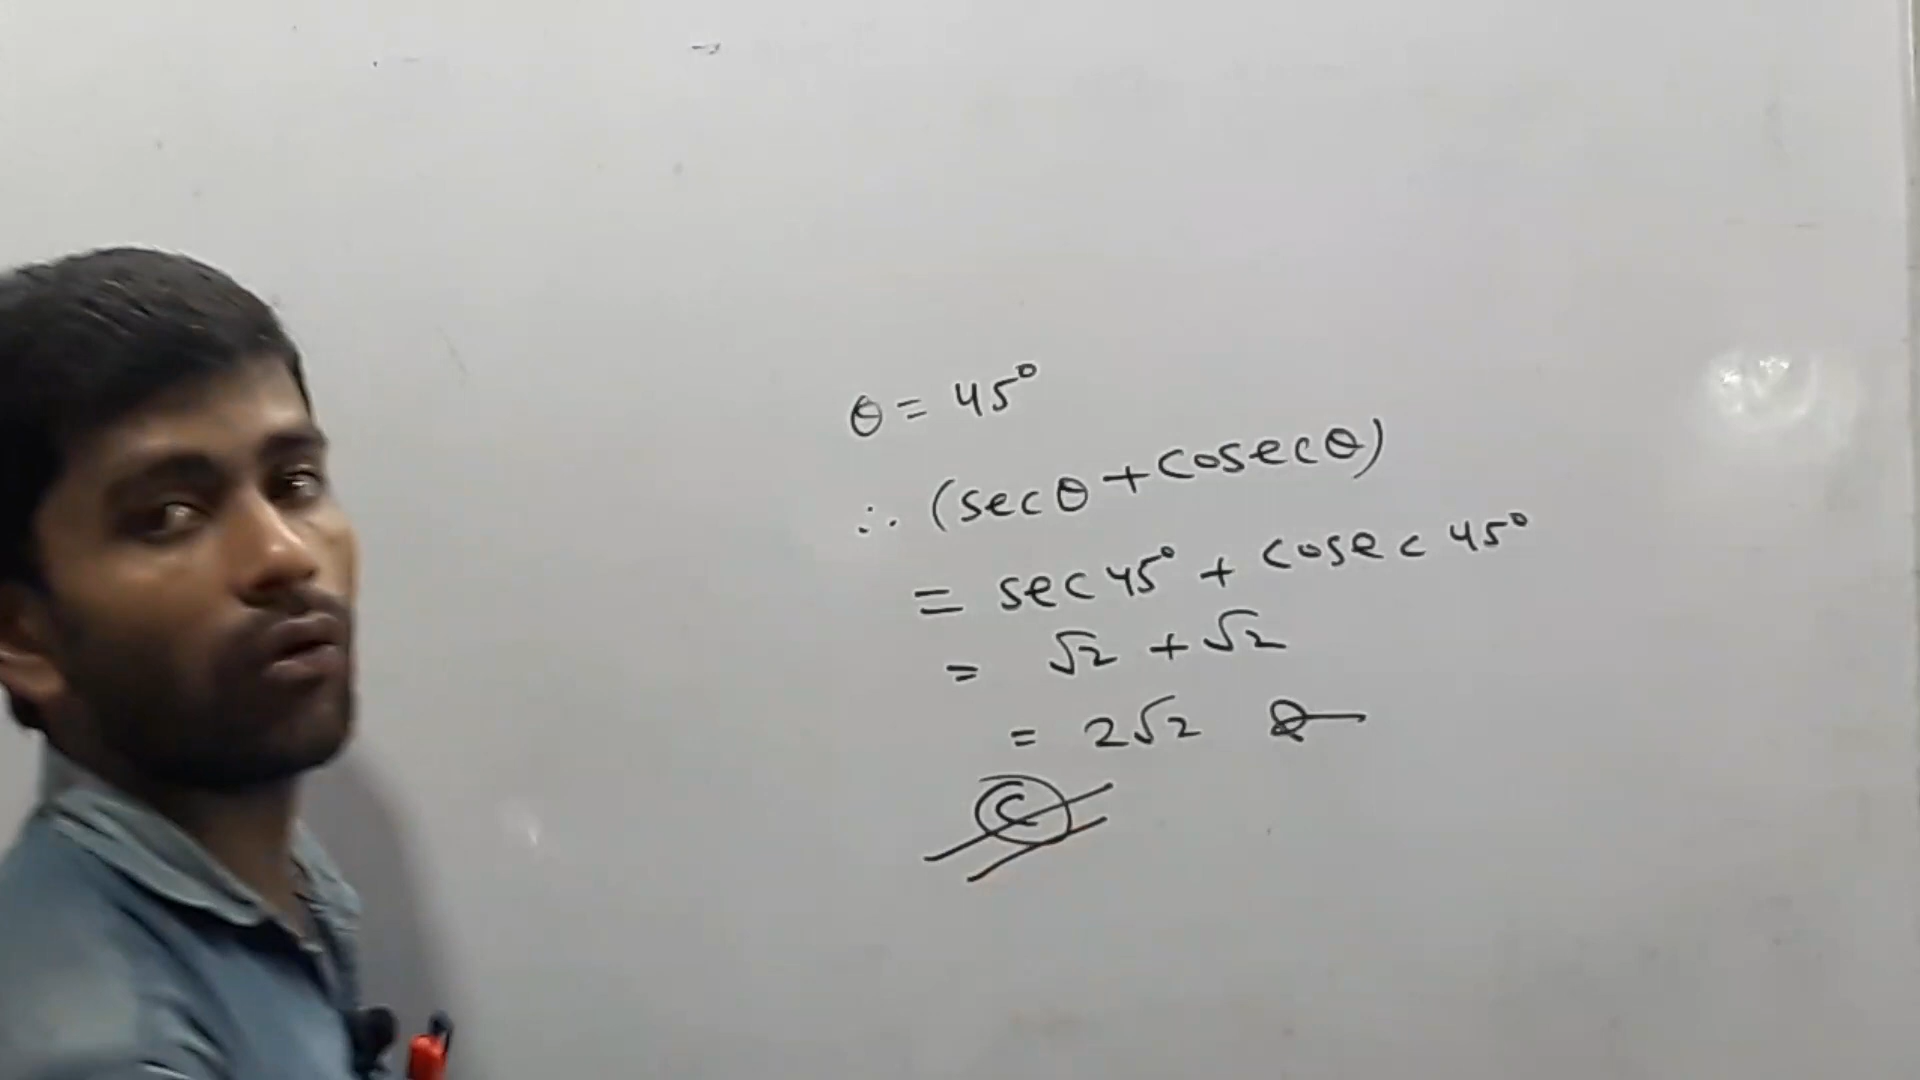 θ = 45°
∴ (secθ + cosecθ)
= sec 45° + cosec 45°
= √2 + √2
= 2√2
C